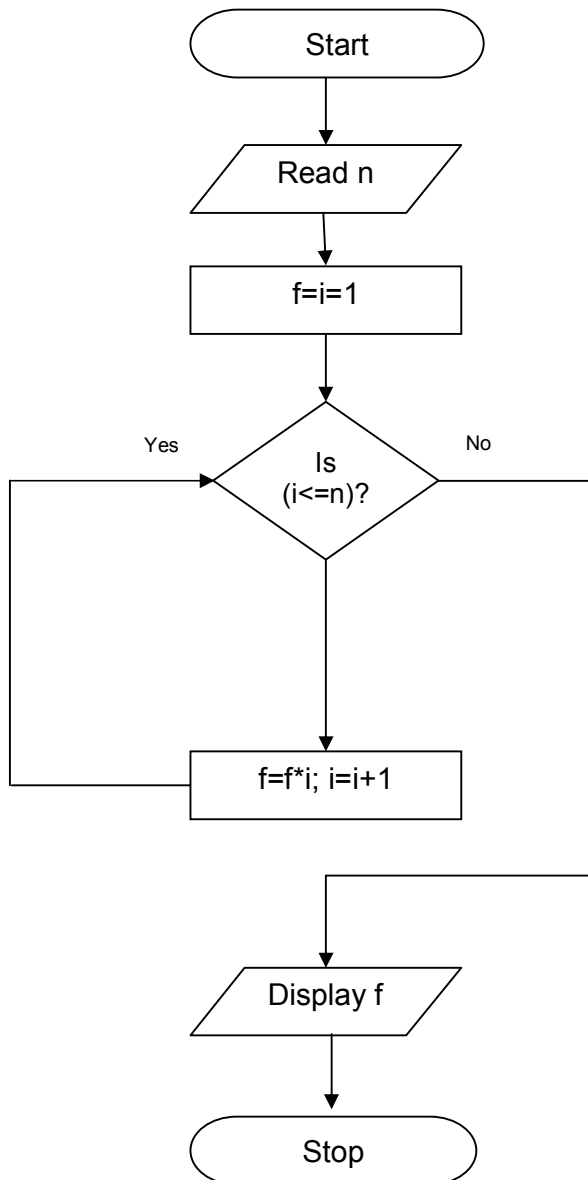 Start
Read n
f=i=1
Yes
No
Is
(i<=n)?
f=f*i; i=i+1
Display f
Stop